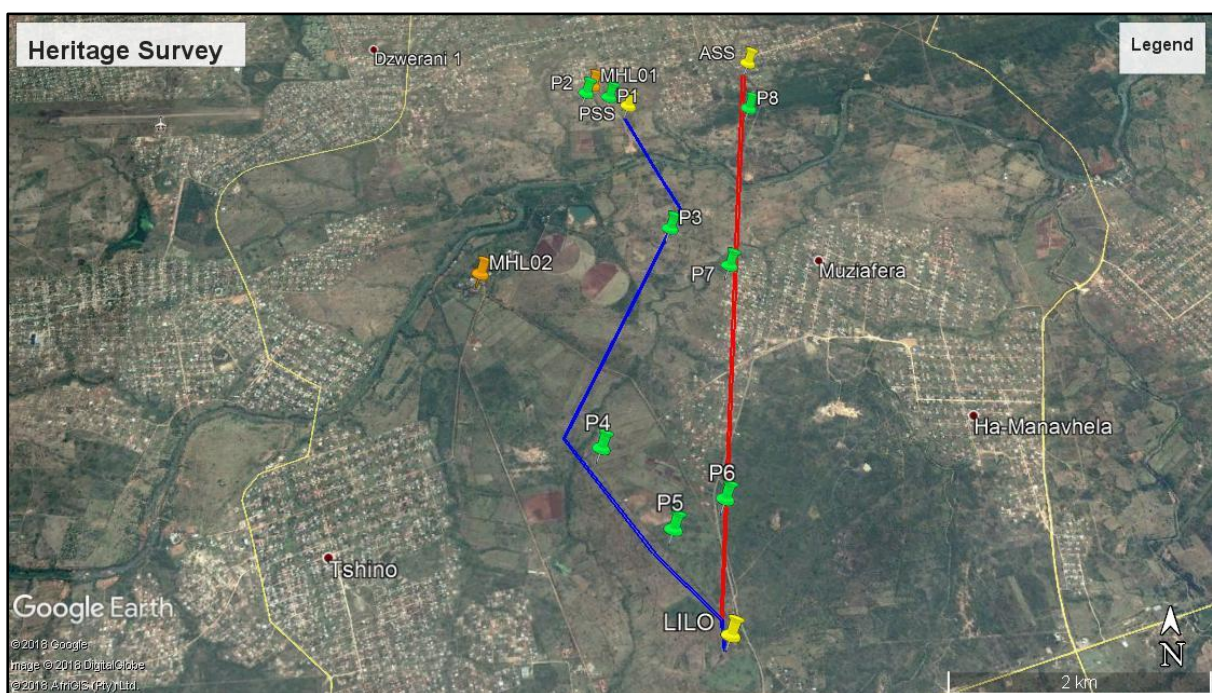 Heritage Survey
Legend
Dzwerani 1
ASS
P2
MHL01
P1
P8
PSS
P3
MHL02
P7
Muziafera
P4
Ha-Manavhela
P6
P5
Tshino
LILO
Google Earth
© 2018 Google
Image © 2018 DigitalGlobe
© 2018 AfriGIS (Pty) Ltd.
N
2 km